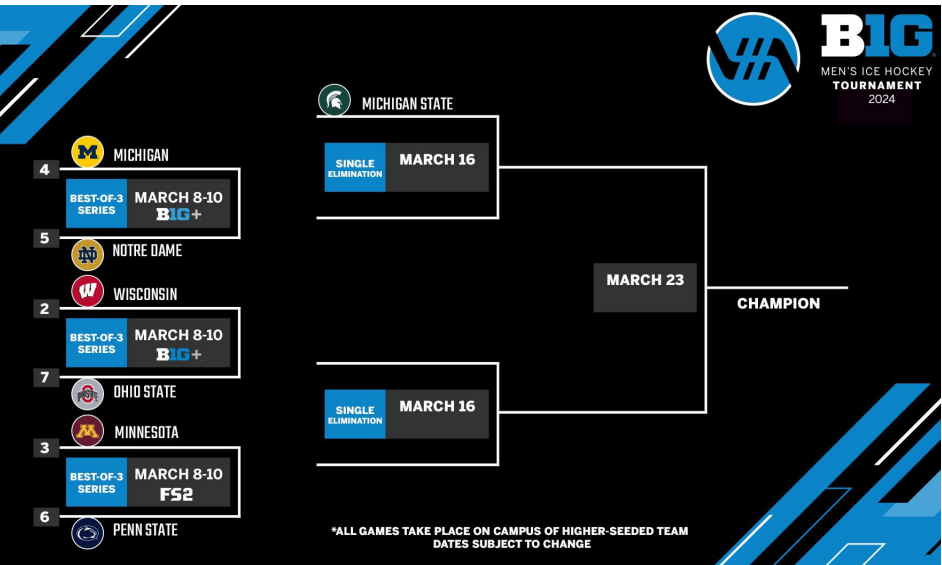 B1G
MEN'S ICE HOCKEY
TOURNAMENT
2024
MICHIGAN STATE
SINGLE
ELIMINATION
MARCH 16
4
M
MICHIGAN
BEST-OF-3
SERIES
MARCH 8-10
B1G+
5
ND
NOTRE DAME
2
W
WISCONSIN
BEST-OF-3
SERIES
MARCH 8-10
B1G+
7
OHIO STATE
3
M
MINNESOTA
BEST-OF-3
SERIES
MARCH 8-10
FS2
6
PENN STATE
SINGLE
ELIMINATION
MARCH 16
MARCH 23
CHAMPION
*ALL GAMES TAKE PLACE ON CAMPUS OF HIGHER-SEEDED TEAM
DATES SUBJECT TO CHANGE